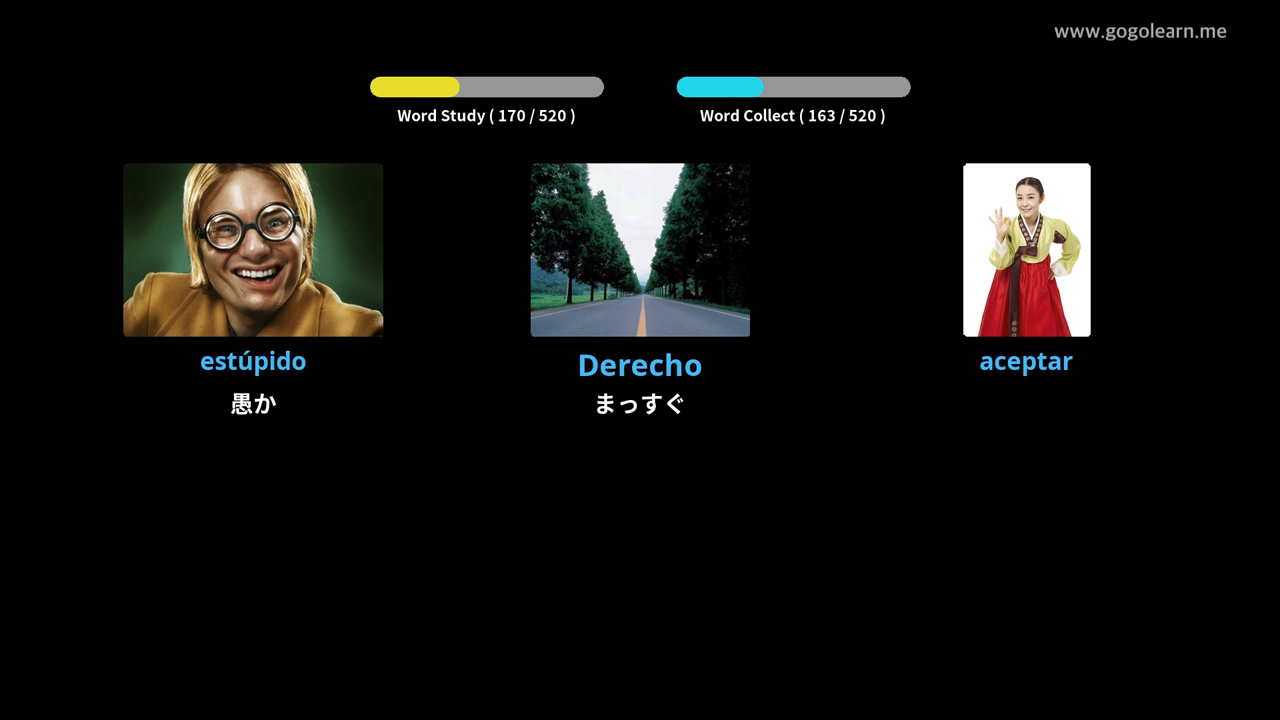 www.gogolearn.me
Word Study ( 170 / 520 )
Word Collect ( 163 / 520 )
estúpido
愚か
Derecho
まっすぐ
aceptar